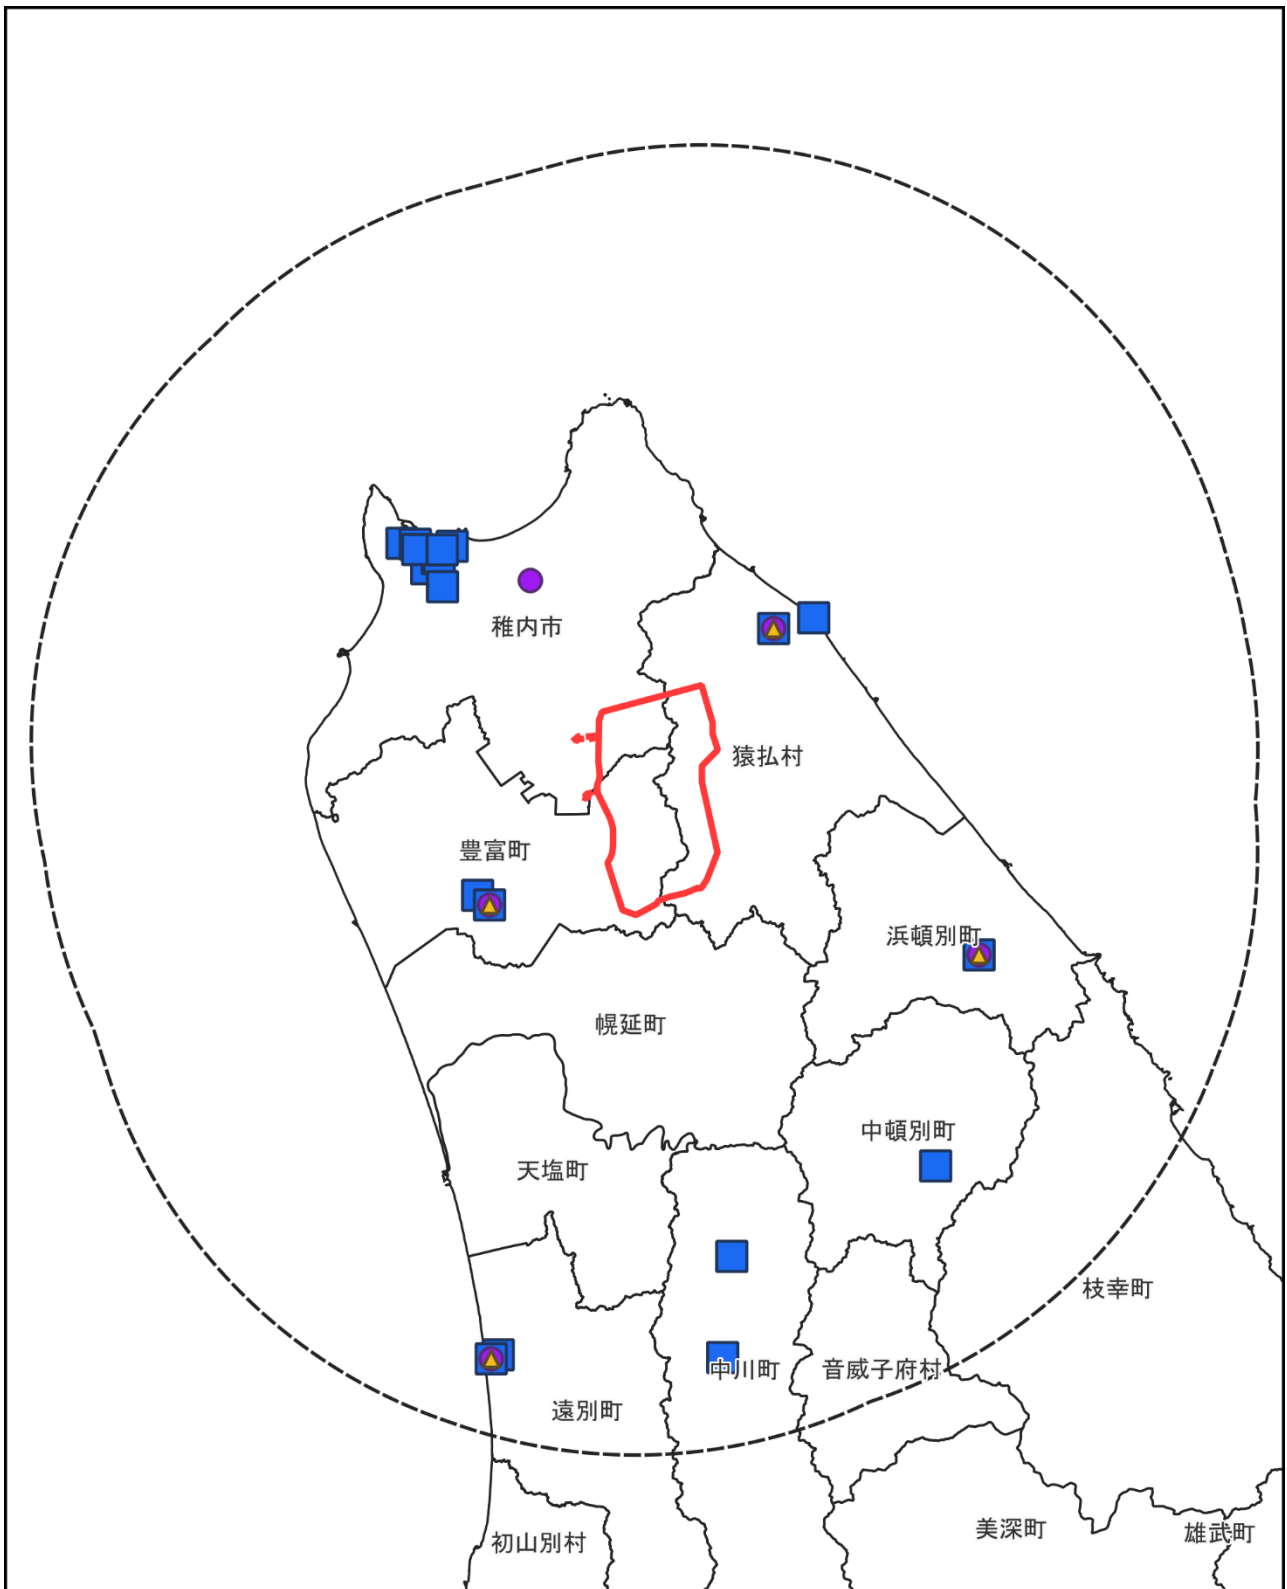 稚内市
猿払村
豊富町
浜頓別町
幌延町
中頓別町
天塩町
枝幸町
中川町
音威子府村
遠別町
美深町
雄武町
初山別村